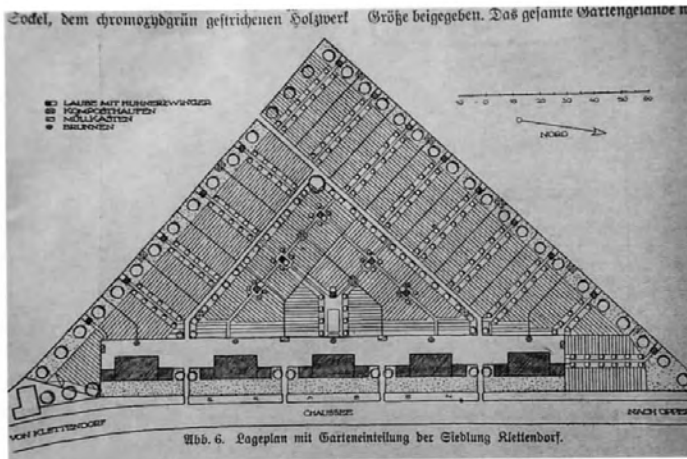 Sockel, dem chromoxydgrün gestrichenen Holzwerk Größe beigegeben. Das gesamte Gartengelände
LAUBE MIT HÜHNERZWINGER
KOMPOSTHAUFEN
MÜLLKASTEN
BRUNNEN
NORD
VON KLETTENDORF
CHAUSSEE
NACH OPPE
Abb. 6. Lageplan mit Garteneinteilung der Siedlung Klettendorf.